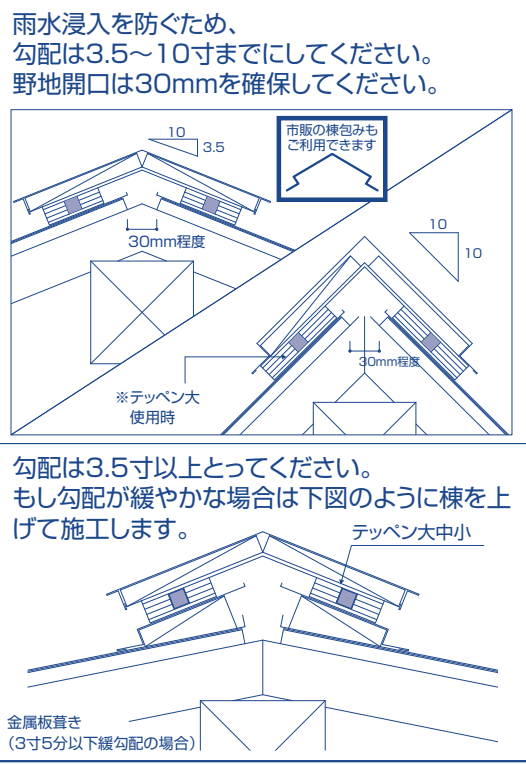 雨水浸入を防ぐため、
勾配は3.5～10寸までにしてください。
野地開口は30mmを確保してください。
10
3.5
市販の棟包みも
ご利用できます
30mm程度
10
10
30mm程度
※テッペン大
使用時
勾配は3.5寸以上とってください。
もし勾配が緩やかな場合は下図のように棟を上
げて施工します。
テッペン大中小
金属板葺き
（3寸5分以下緩勾配の場合）